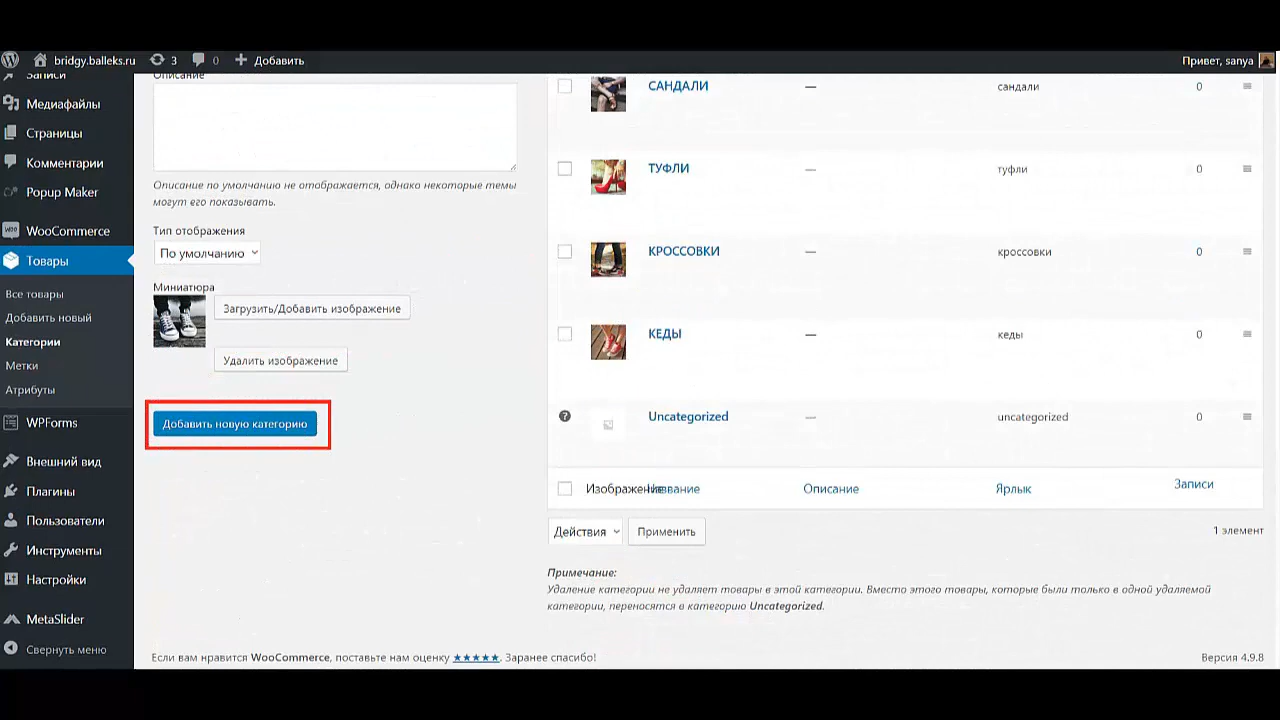 bridgy.balleks.ru 3 0 Добавить Привет, sanya
Записи
Медиафайлы
Страницы
Комментарии
Popup Maker
WooCommerce
Товары
Все товары
Добавить новый
Категории
Метки
Атрибуты
WPForms
Внешний вид
Плагины
Пользователи
Инструменты
Настройки
MetaSlider
Свернуть меню
Описание
Описание по умолчанию не отображается, однако некоторые темы
могут его показывать.
Тип отображения
По умолчанию
Миниатюра
Загрузить/Добавить изображение
Удалить изображение
Добавить новую категорию
САНДАЛИ — сандали 0
ТУФЛИ — туфли 0
КРОССОВКИ — кроссовки 0
КЕДЫ — кеды 0
Uncategorized — uncategorized 0
Изображение Название Описание Ярлык Записи
Действия Применить 1 элемент
Примечание:
Удаление категории не удаляет товары в этой категории. Вместо этого товары, которые были только в одной удаляемой
категории, переносятся в категорию Uncategorized.
Если вам нравится WooCommerce, поставьте нам оценку ★★★★★. Заранее спасибо! Версия 4.9.8